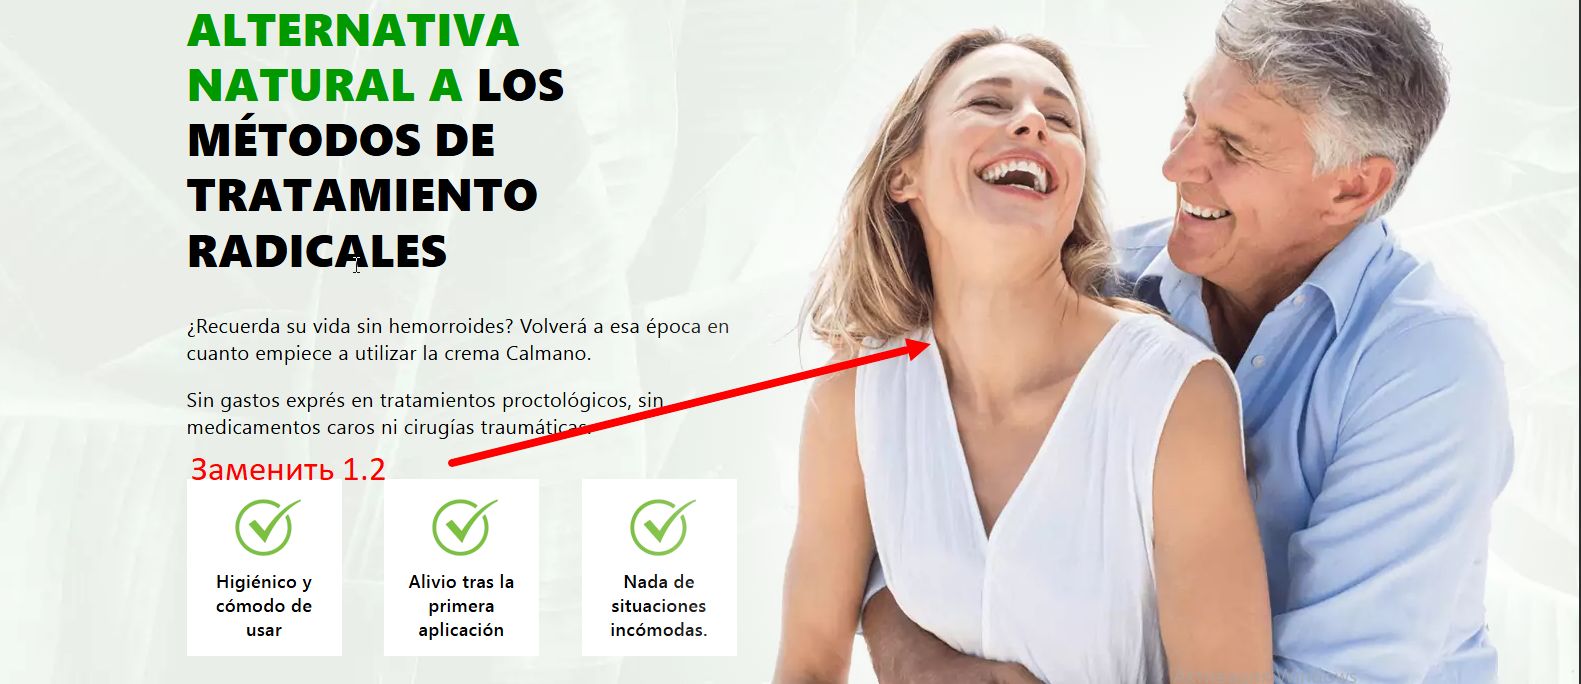 ALTERNATIVA
NATURAL A LOS
MÉTODOS DE
TRATAMIENTO
RADICALES
¿Recuerda su vida sin hemorroides? Volverá a esa época en
cuanto empiece a utilizar la crema Calmano.
Sin gastos exprés en tratamientos proctológicos, sin
medicamentos caros ni cirugías traumáticas.
Заменить 1.2
Higiénico y
cómodo de
usar
Alivio tras la
primera
aplicación
Nada de
situaciones
incómodas.